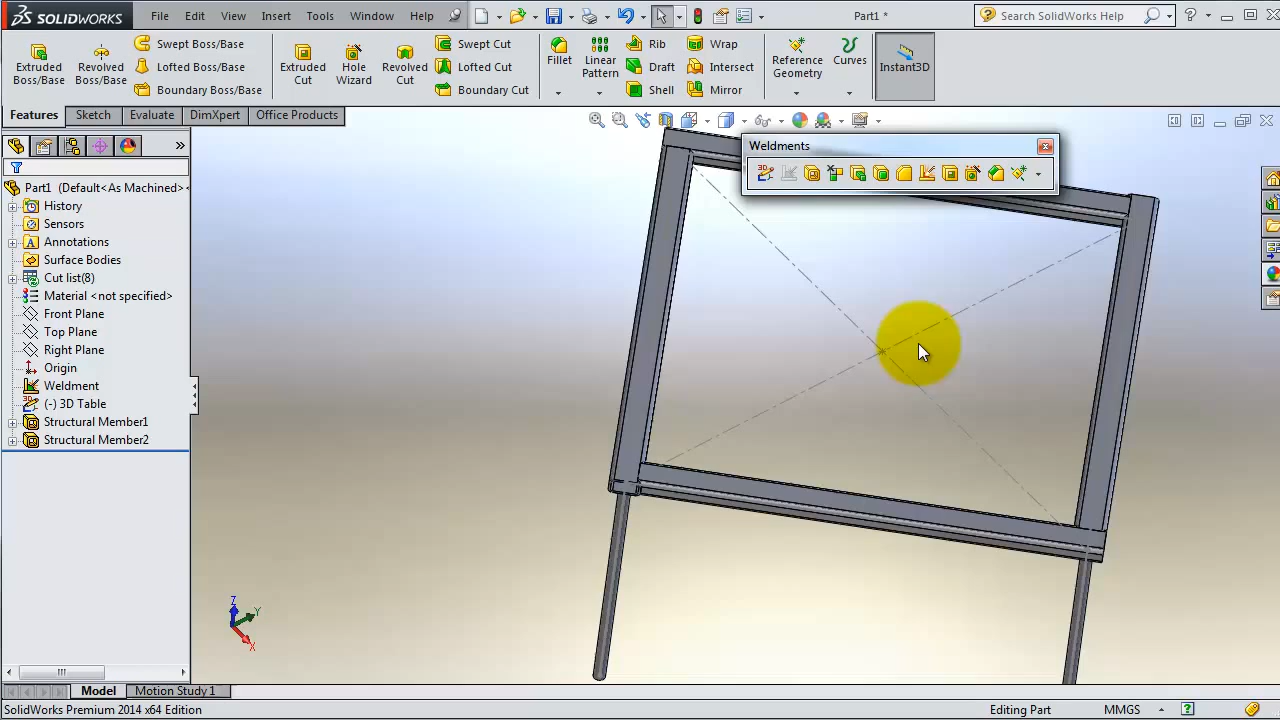 SOLIDWORKS File Edit View Insert Tools Window Help Part1 * Search SolidWorks Help
Extruded Boss/Base
Revolved Boss/Base
Swept Boss/Base
Lofted Boss/Base
Boundary Boss/Base
Extruded Cut
Hole Wizard
Revolved Cut
Swept Cut
Lofted Cut
Boundary Cut
Fillet
Linear Pattern
Rib
Draft
Shell
Wrap
Intersect
Mirror
Reference Geometry
Curves
Instant3D
Features Sketch Evaluate DimXpert Office Products
Weldments
Part1 (Default<As Machined>
History
Sensors
Annotations
Surface Bodies
Cut list(8)
Material <not specified>
Front Plane
Top Plane
Right Plane
Origin
Weldment
(-) 3D Table
Structural Member1
Structural Member2
Z
Y
X
Model Motion Study 1
SolidWorks Premium 2014 x64 Edition Editing Part MMGS